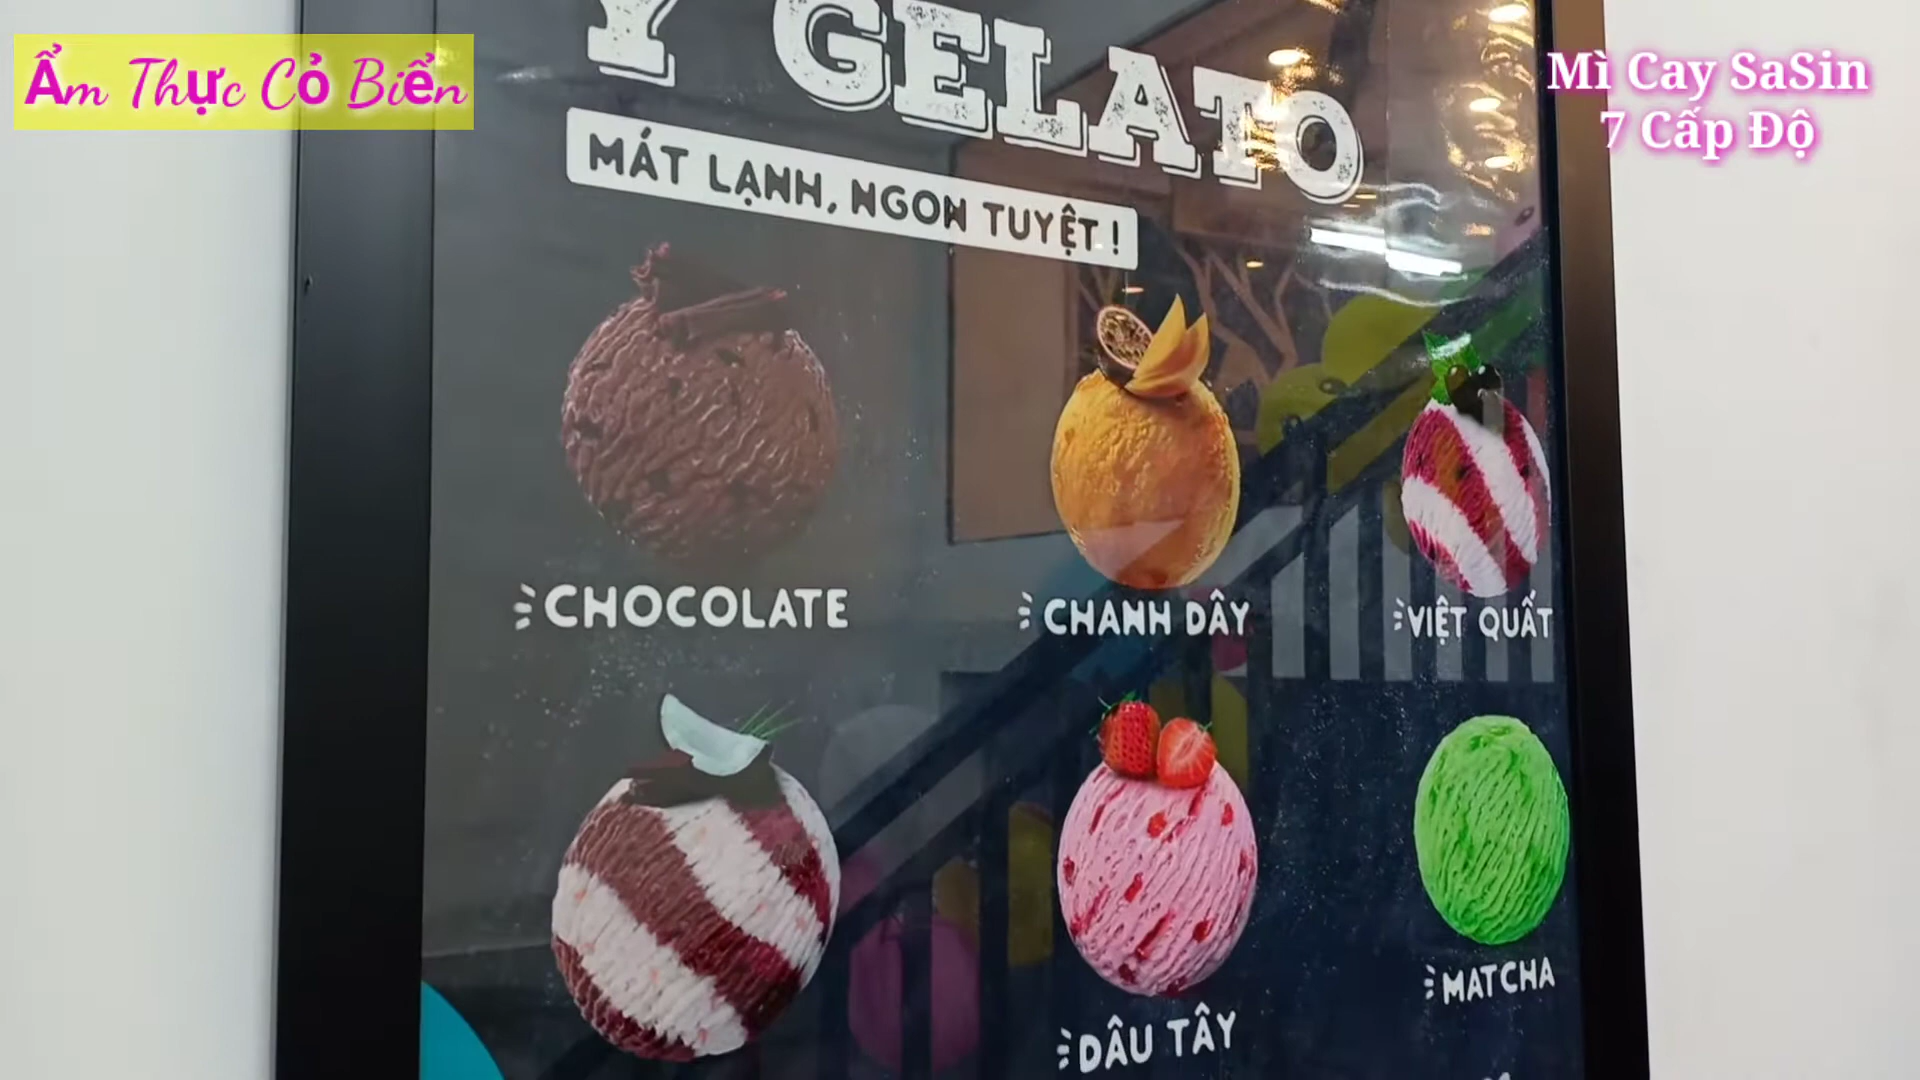 Ẩm Thực Cỏ Biển
Mì Cay SaSin
7 Cấp Độ
Ý GELATO
MÁT LẠNH, NGON TUYỆT !
CHOCOLATE
CHANH DÂY
VIỆT QUẤT
DÂU TÂY
MATCHA